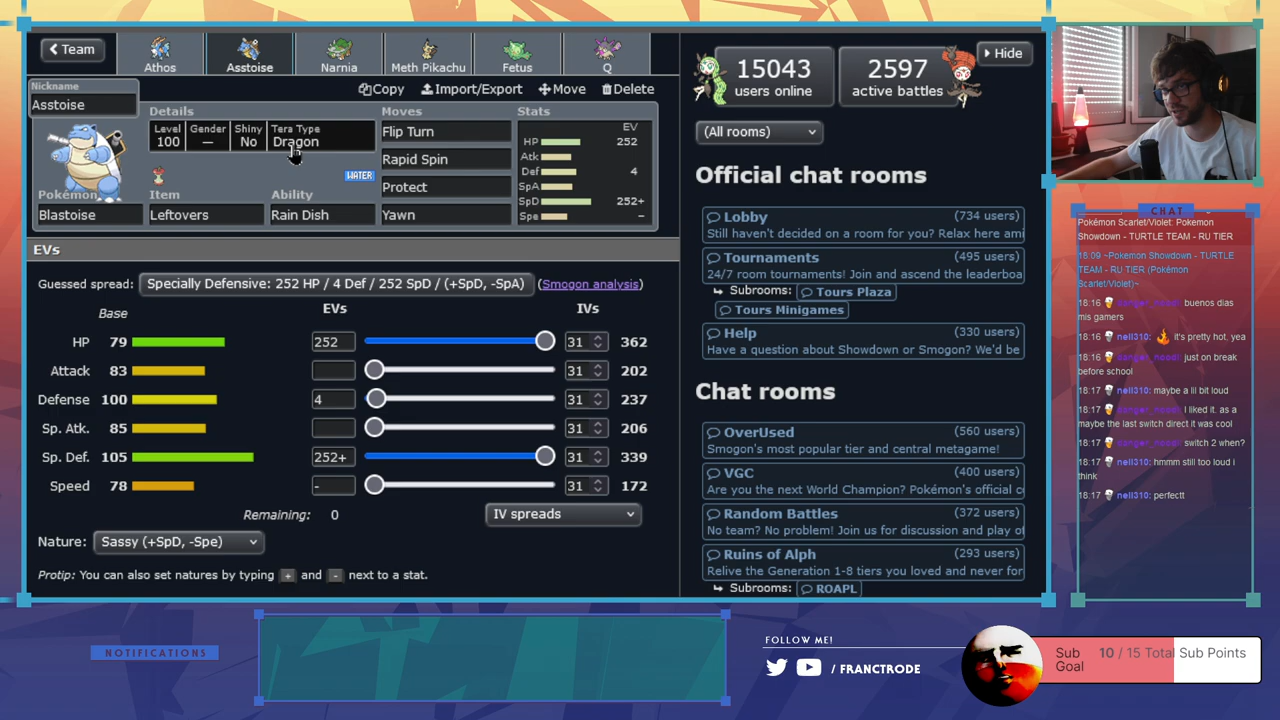 Team
Athos
Asstoise
Narnia
Meth Pikachu
Fetus
Q
Copy
Import/Export
Move
Delete
Nickname
Asstoise
Details
Level
100
Gender
—
Shiny
No
Tera Type
Dragon
WATER
Pokémon
Blastoise
Item
Leftovers
Ability
Rain Dish
Moves
Flip Turn
Rapid Spin
Protect
Yawn
Stats
EV
HP 252
Atk
Def 4
SpA
SpD 252+
Spe –
EVs
Guessed spread: Specially Defensive: 252 HP / 4 Def / 252 SpD / (+SpD, -SpA) (Smogon analysis)
Base EVs IVs
HP 79 252 31 362
Attack 83 31 202
Defense 100 4 31 237
Sp. Atk. 85 31 206
Sp. Def. 105 252+ 31 339
Speed 78 - 31 172
Remaining: 0
IV spreads
Nature: Sassy (+SpD, -Spe)
Protip: You can also set natures by typing + and - next to a stat.
15043
users online
2597
active battles
Hide
(All rooms)
Official chat rooms
Lobby (734 users)
Still haven't decided on a room for you? Relax here ami
Tournaments (495 users)
24/7 room tournaments! Join and ascend the leaderboa
Subrooms: Tours Plaza
Tours Minigames
Help (330 users)
Have a question about Showdown or Smogon? We'd be
Chat rooms
OverUsed (560 users)
Smogon's most popular tier and central metagame!
VGC (400 users)
Are you the next World Champion? Pokémon's official c
Random Battles (372 users)
No team? No problem! Join us for discussion and play of
Ruins of Alph (293 users)
Relive the Generation 1-8 tiers you loved and never for
Subrooms: ROAPL
CHAT
Pokémon Scarlet/Violet: Pokemon
Showdown - TURTLE TEAM - RU TIER
18:09 ~Pokemon Showdown - TURTLE
TEAM - RU TIER (Pokémon
Scarlet/Violet)~
18:16 danger_noodl: buenos dias
mis gamers
18:16 nell310: it's pretty hot, yea
18:16 danger_noodl: just on break
before school
18:17 nell310: maybe a lil bit loud
18:17 danger_noodl: I liked it. as a
maybe the last switch direct it was cool
18:17 danger_noodl: switch 2 when?
18:17 nell310: hmmm still too loud i
think
18:17 nell310: perfectt
NOTIFICATIONS
FOLLOW ME!
/ FRANCTRODE
Sub
Goal
10 / 15 Total Sub Points